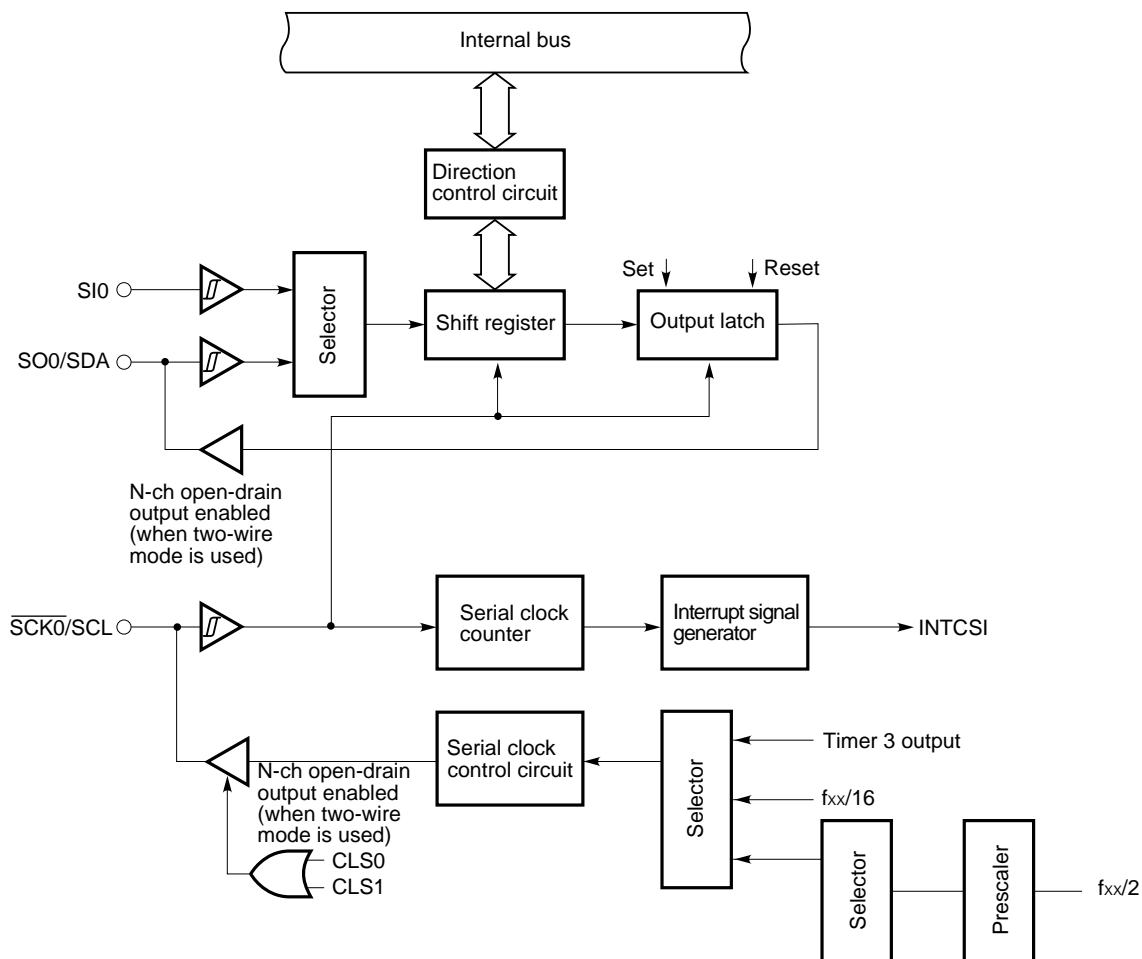 Internal bus
Direction
control circuit
Set
Reset
SI0
Selector
Shift register
Output latch
SO0/SDA
N-ch open-drain
output enabled
(when two-wire
mode is used)
SCK0/SCL
Serial clock
counter
Interrupt signal
generator
INTCSI
Serial clock
control circuit
Selector
Timer 3 output
fxx/16
N-ch open-drain
output enabled
(when two-wire
mode is used)
CLS0
CLS1
Selector
Prescaler
fxx/2